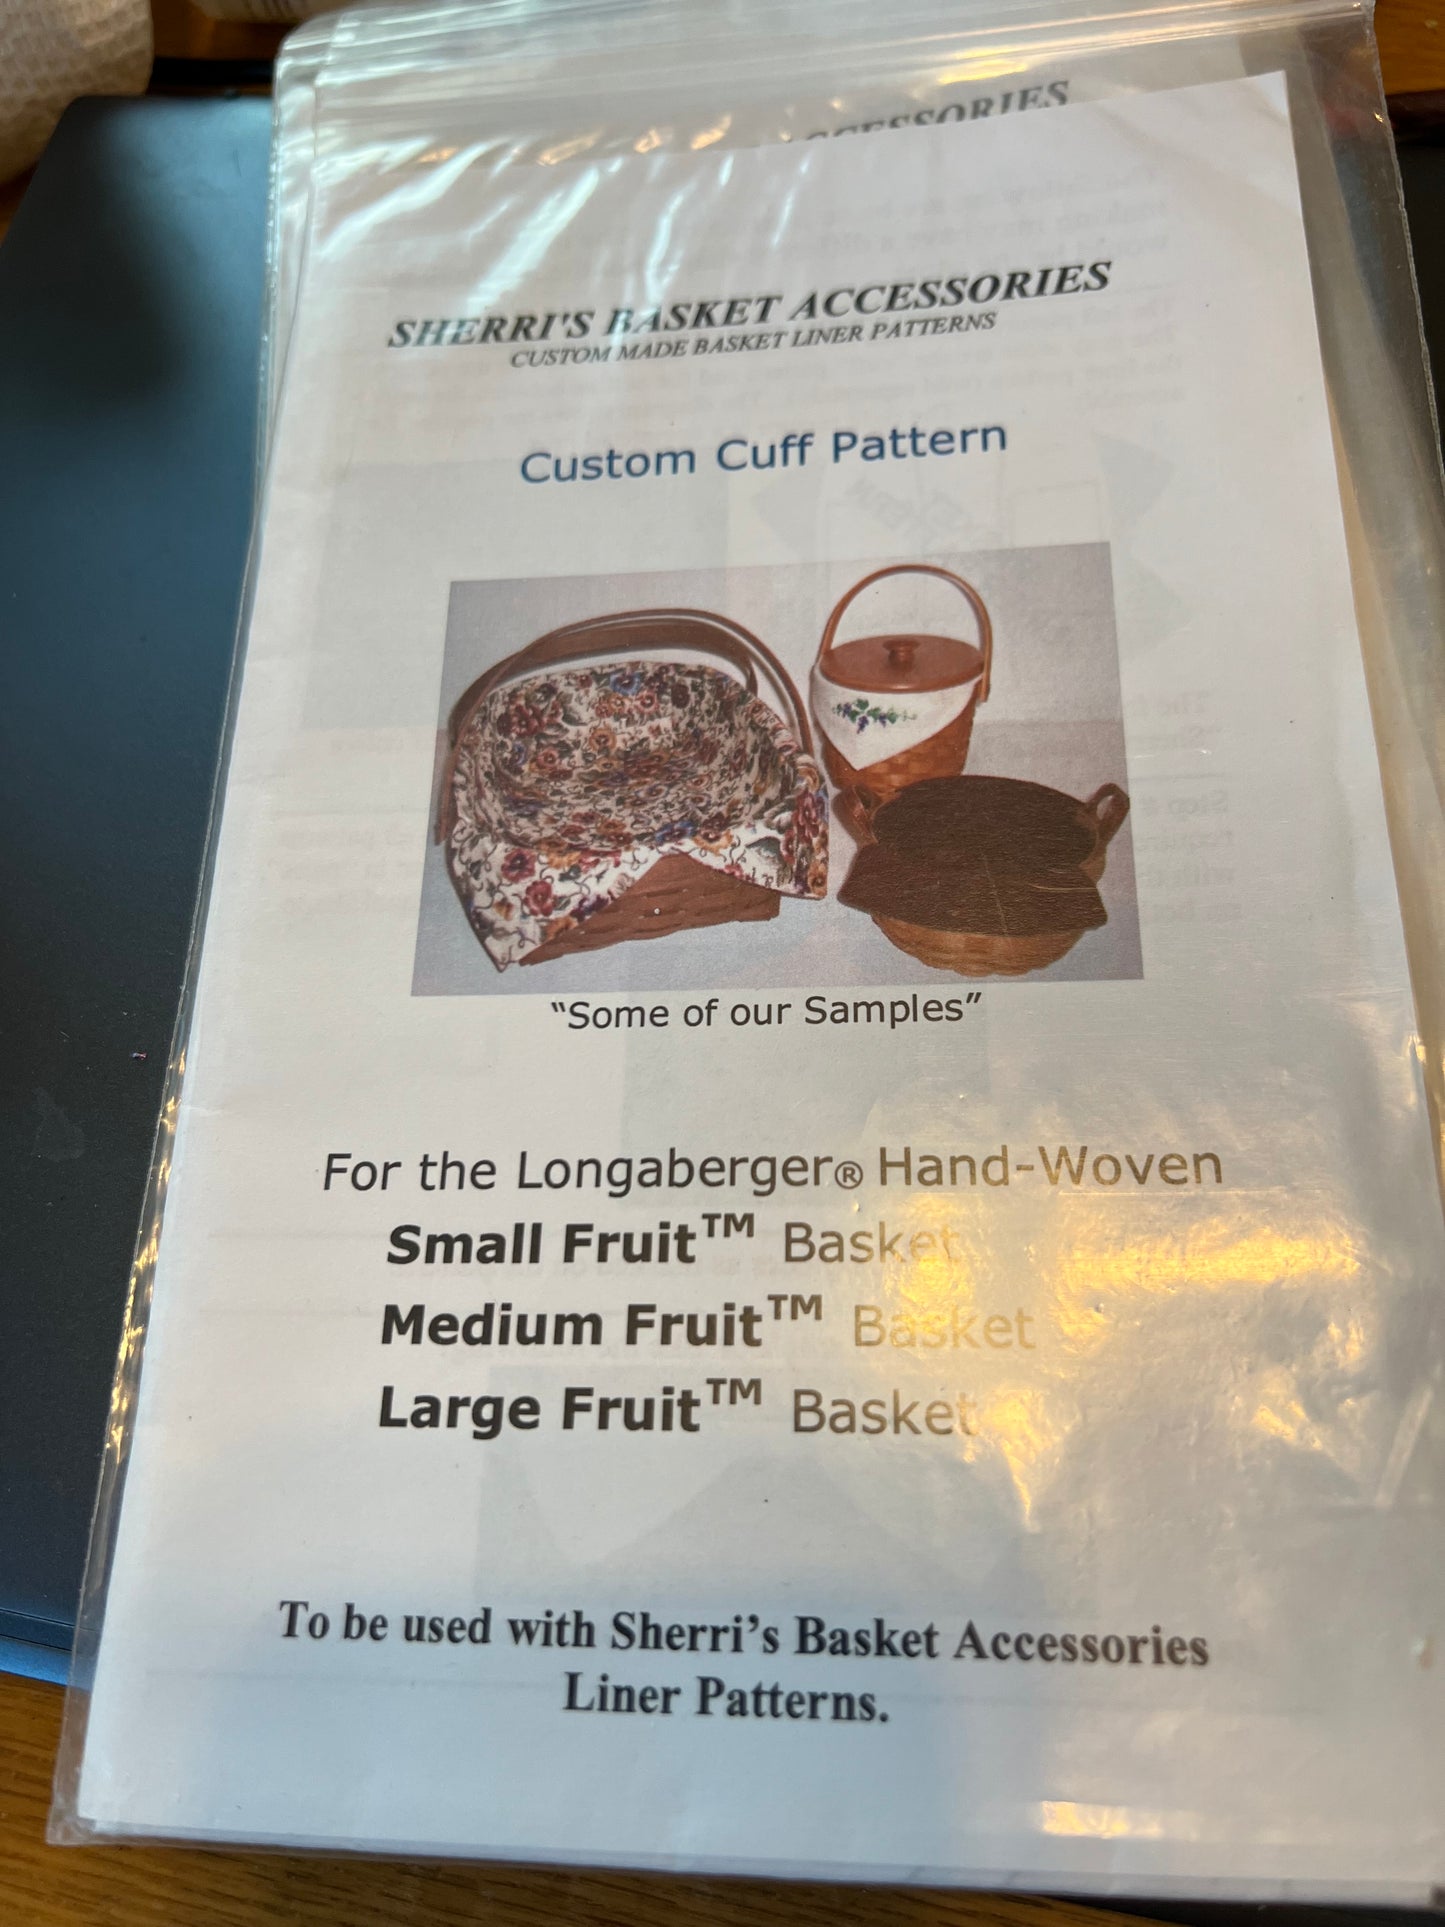 ACCESSORIES
SHERRI'S BASKET ACCESSORIES
CUSTOM MADE BASKET LINER PATTERNS
Custom Cuff Pattern
“Some of our Samples”
For the Longaberger® Hand-Woven
Small Fruit™ Basket
Medium Fruit™ Basket
Large Fruit™ Basket
To be used with Sherri’s Basket Accessories
Liner Patterns.